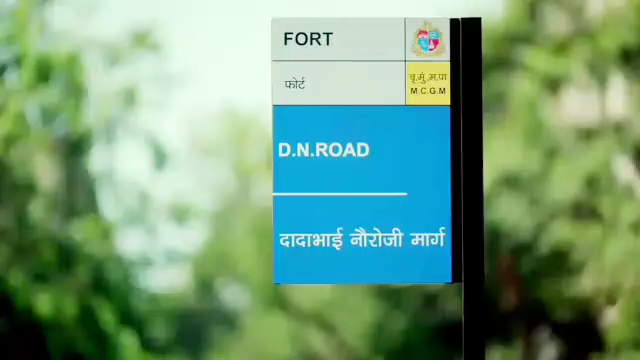 FORT
फोर्ट
बृ.मुं.म.पा
M.C.G.M
D.N.ROAD
दादाभाई नौरोजी मार्ग